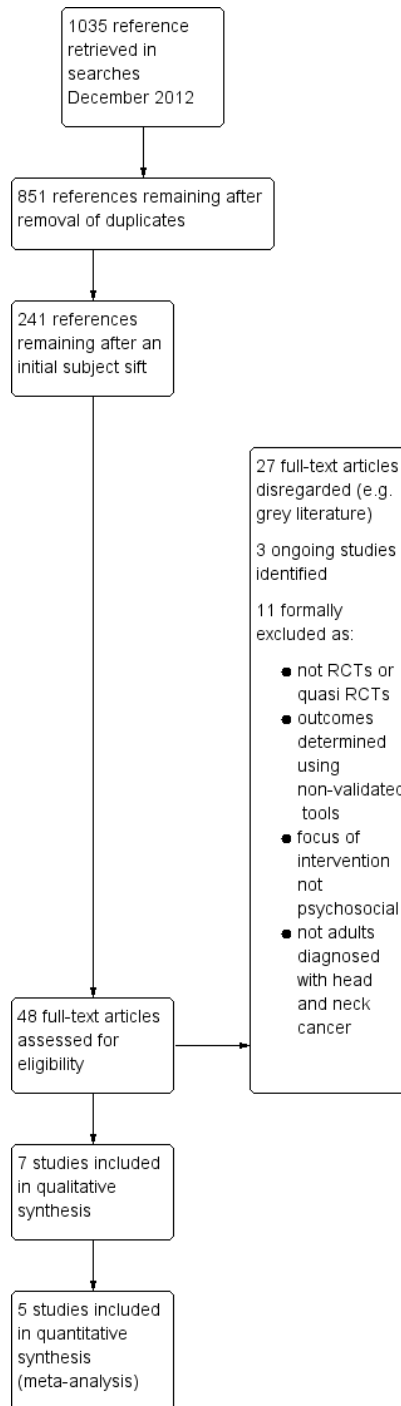 1035 reference
retrieved in
searches
December 2012
851 references remaining after
removal of duplicates
241 references
remaining after an
initial subject sift
27 full-text articles
disregarded (e.g.
grey literature)
3 ongoing studies
identified
11 formally
excluded as:
● not RCTs or
quasi RCTs
● outcomes
determined
using
non-validated
tools
● focus of
intervention
not
psychosocial
● not adults
diagnosed
with head
and neck
cancer
48 full-text articles
assessed for
eligibility
7 studies included
in qualitative
synthesis
5 studies included
in quantitative
synthesis
(meta-analysis)